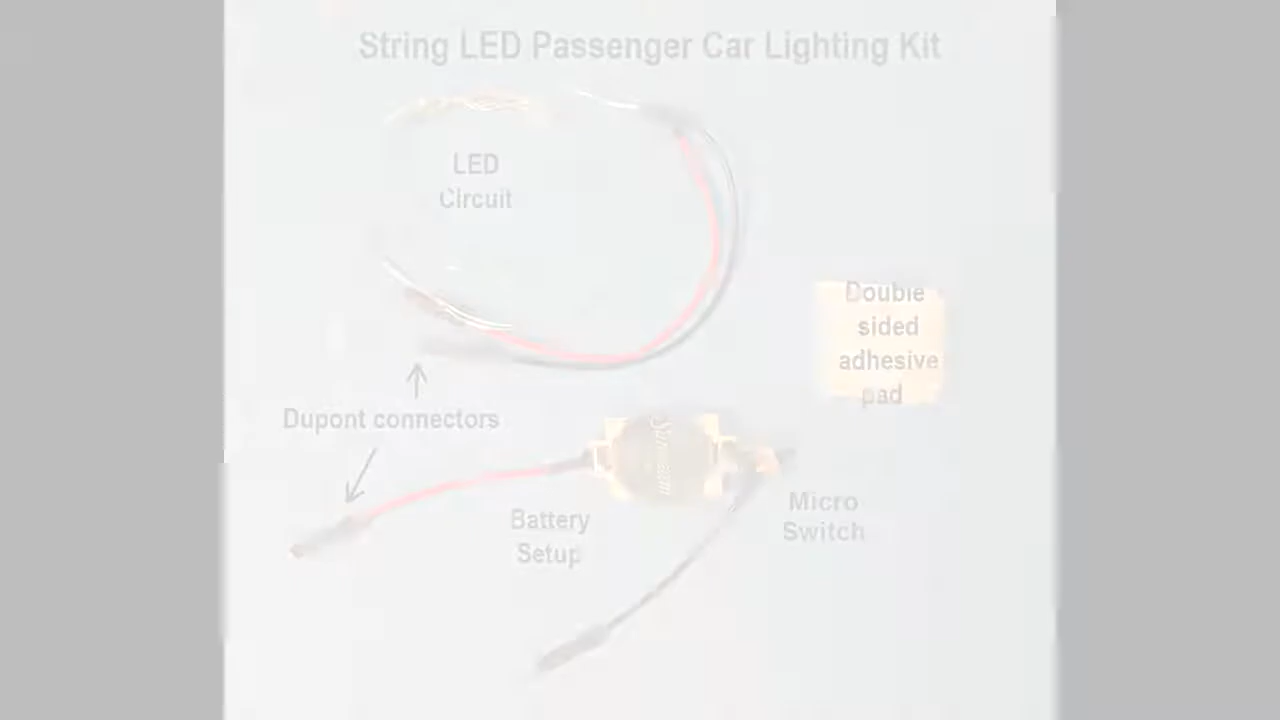 String LED Passenger Car Lighting Kit
LED
Circuit
Double
sided
adhesive
pad
Dupont connectors
Battery
Setup
Micro
Switch